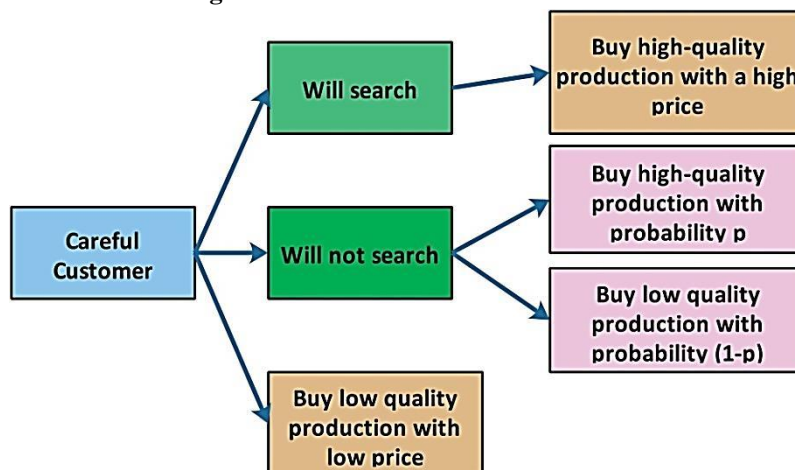 Buy high-quality
production with a high
price
Will search
Buy high-quality
production with
probability p
Careful
Customer
Will not search
Buy low quality
production with
probability (1-p)
Buy low quality
production with
low price